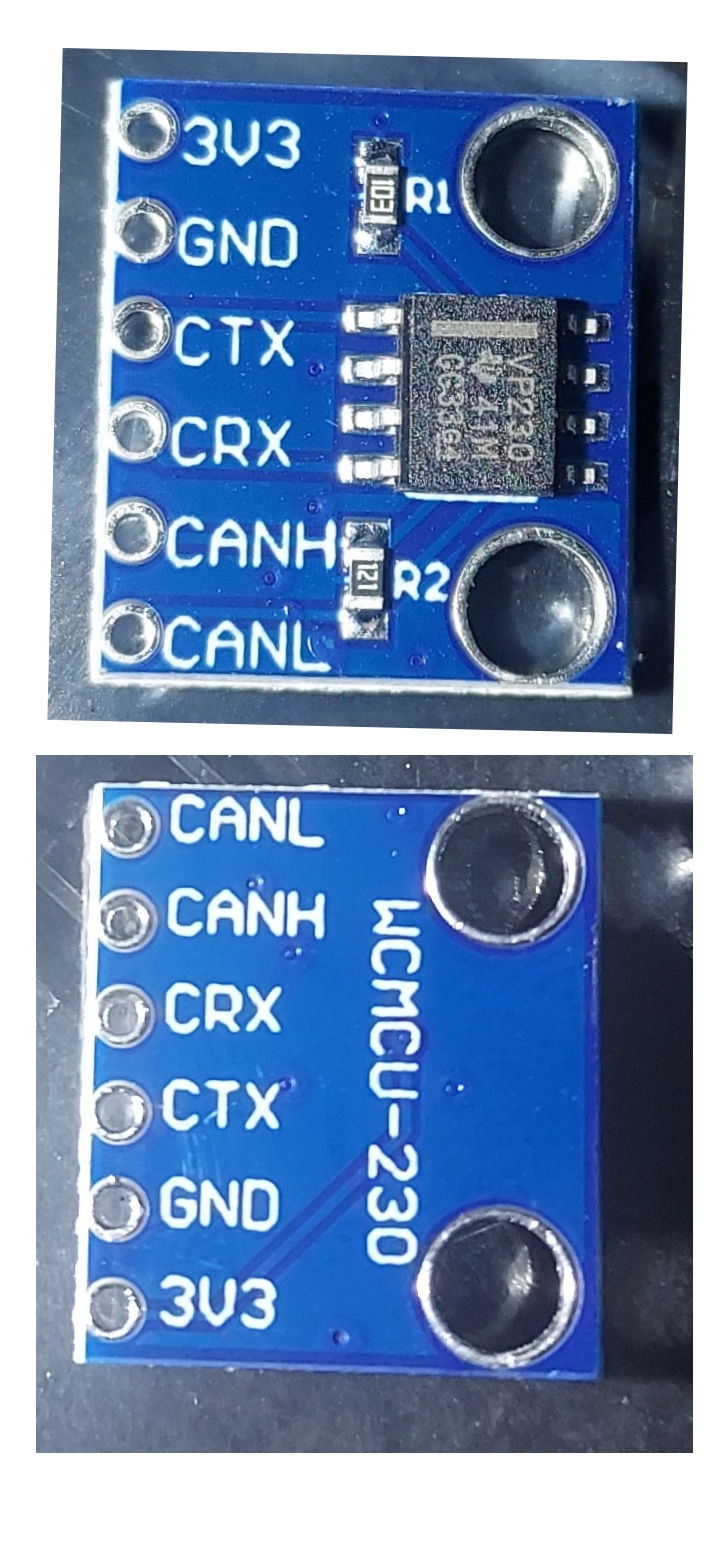 3V3
GND
CTX
CRX
CANH
CANL
103
R1
VP230
121
R2
CANL
CANH
CRX
CTX
GND
3V3
WCMCU-230